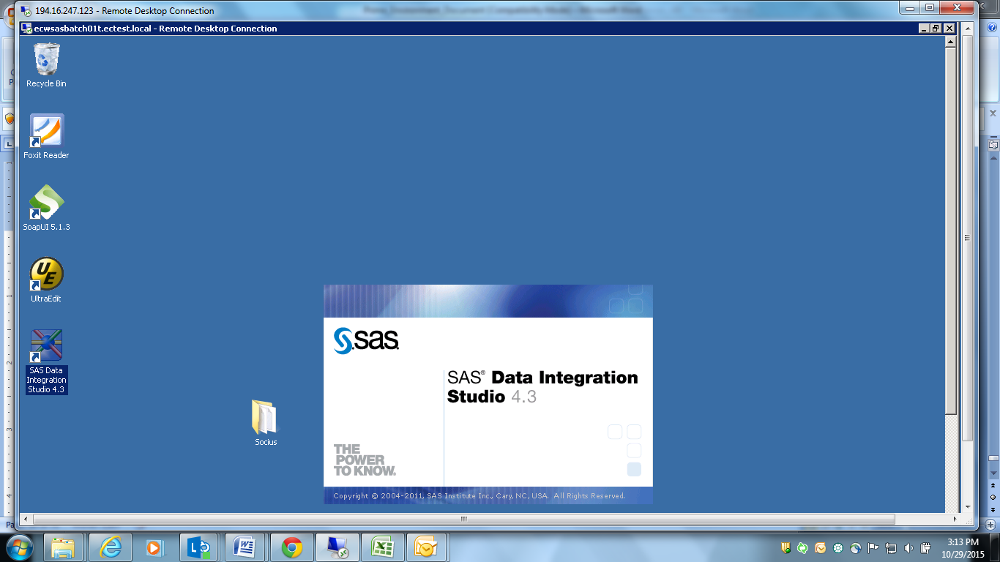 194.16.247.123 - Remote Desktop Connection
ecwsasbatch01t.ectest.local - Remote Desktop Connection
Recycle Bin
Foxit Reader
SoapUI 5.1.3
UE
UltraEdit
SAS Data
Integration
Studio 4.3
Socius
sas
SAS® Data Integration
Studio 4.3
THE
POWER
TO KNOW®
Copyright © 2004-2011, SAS Institute Inc., Cary, NC, USA. All Rights Reserved.
3:13 PM
10/29/2015